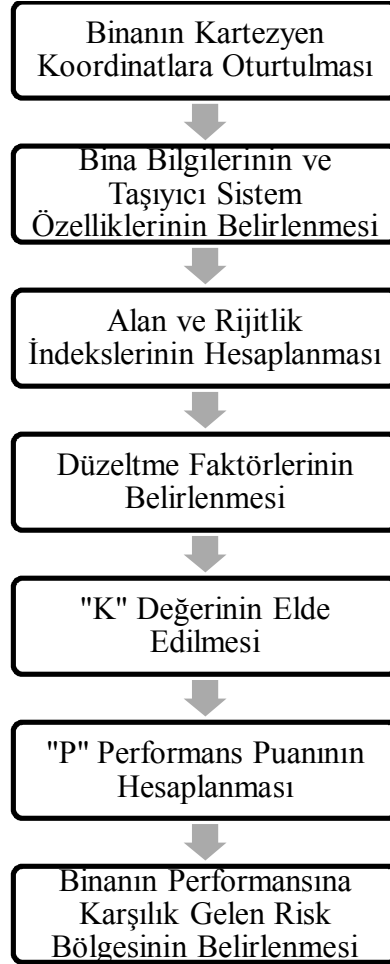 Binanın Kartezyen
Koordinatlara Oturtulması
Bina Bilgilerinin ve
Taşıyıcı Sistem
Özelliklerinin Belirlenmesi
Alan ve Rijitlik
İndekslerinin Hesaplanması
Düzeltme Faktörlerinin
Belirlenmesi
"K" Değerinin Elde
Edilmesi
"P" Performans Puanının
Hesaplanması
Binanın Performansına
Karşılık Gelen Risk
Bölgesinin Belirlenmesi